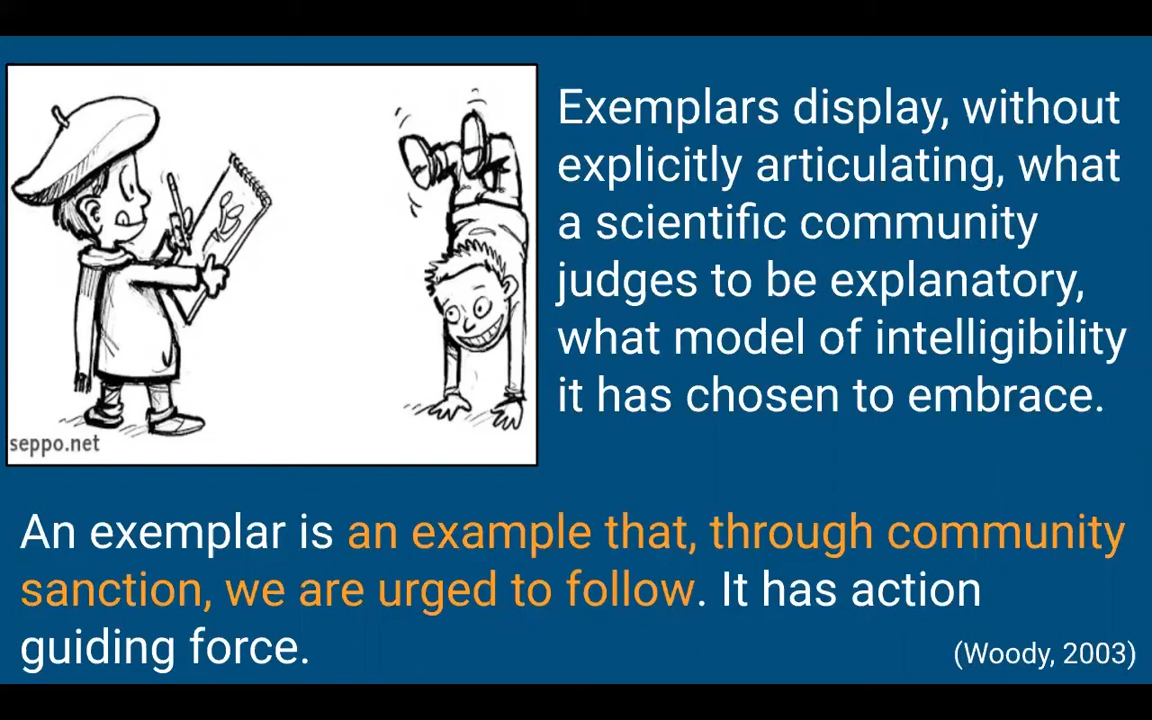 Exemplars display, without
explicitly articulating, what
a scientific community
judges to be explanatory,
what model of intelligibility
it has chosen to embrace.
seppo.net
An exemplar is an example that, through community
sanction, we are urged to follow. It has action
guiding force.
(Woody, 2003)